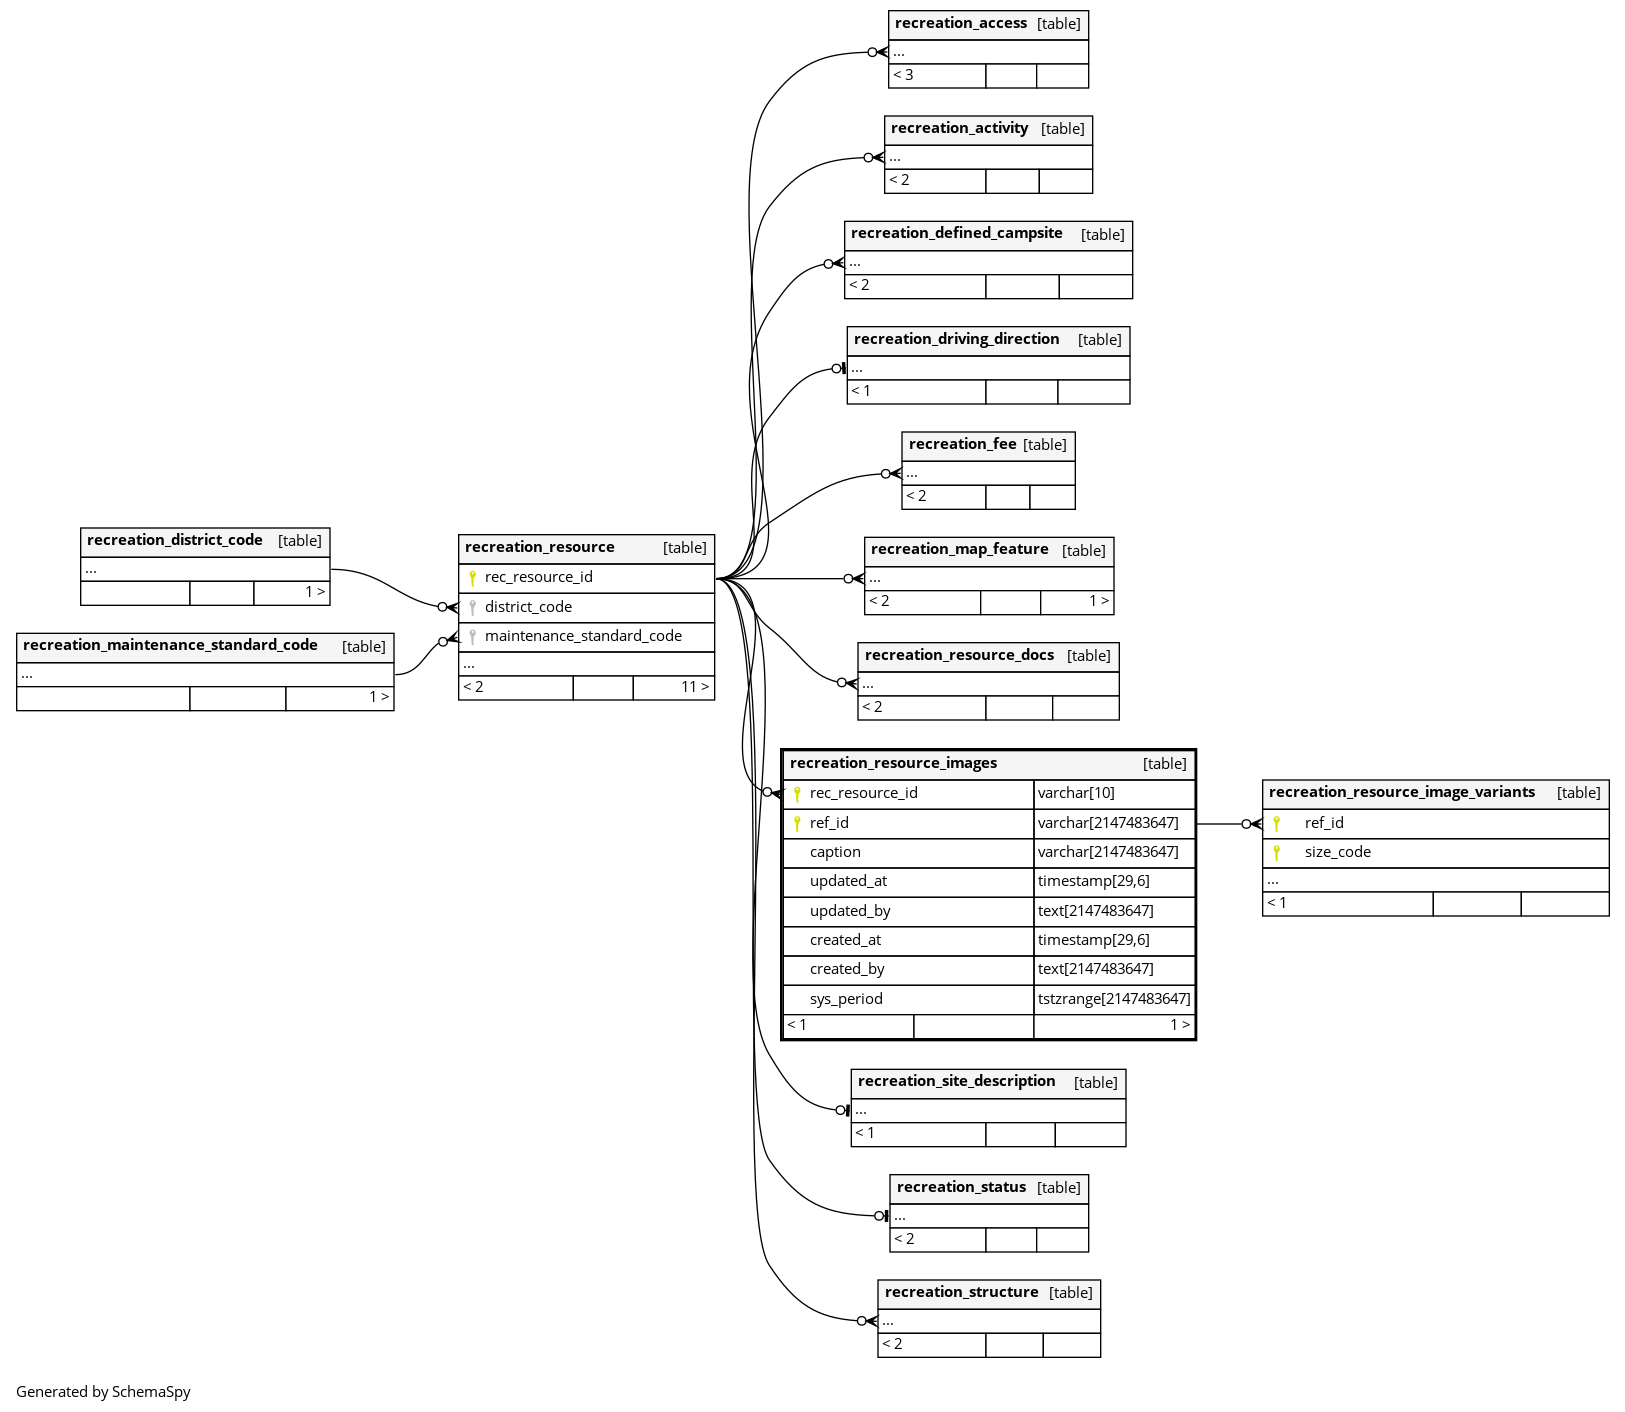 recreation_access [table]
...
< 3
recreation_activity [table]
...
< 2
recreation_defined_campsite [table]
...
< 2
recreation_driving_direction [table]
...
< 1
recreation_fee [table]
...
< 2
recreation_district_code [table]
...
1 >
recreation_maintenance_standard_code [table]
...
1 >
recreation_resource [table]
rec_resource_id
district_code
maintenance_standard_code
...
< 2 11 >
recreation_map_feature [table]
...
< 2 1 >
recreation_resource_docs [table]
...
< 2
recreation_resource_images [table]
rec_resource_id varchar[10]
ref_id varchar[2147483647]
caption varchar[2147483647]
updated_at timestamp[29,6]
updated_by text[2147483647]
created_at timestamp[29,6]
created_by text[2147483647]
sys_period tstzrange[2147483647]
< 1 1 >
recreation_resource_image_variants [table]
ref_id
size_code
...
< 1
recreation_site_description [table]
...
< 1
recreation_status [table]
...
< 2
recreation_structure [table]
...
< 2
Generated by SchemaSpy